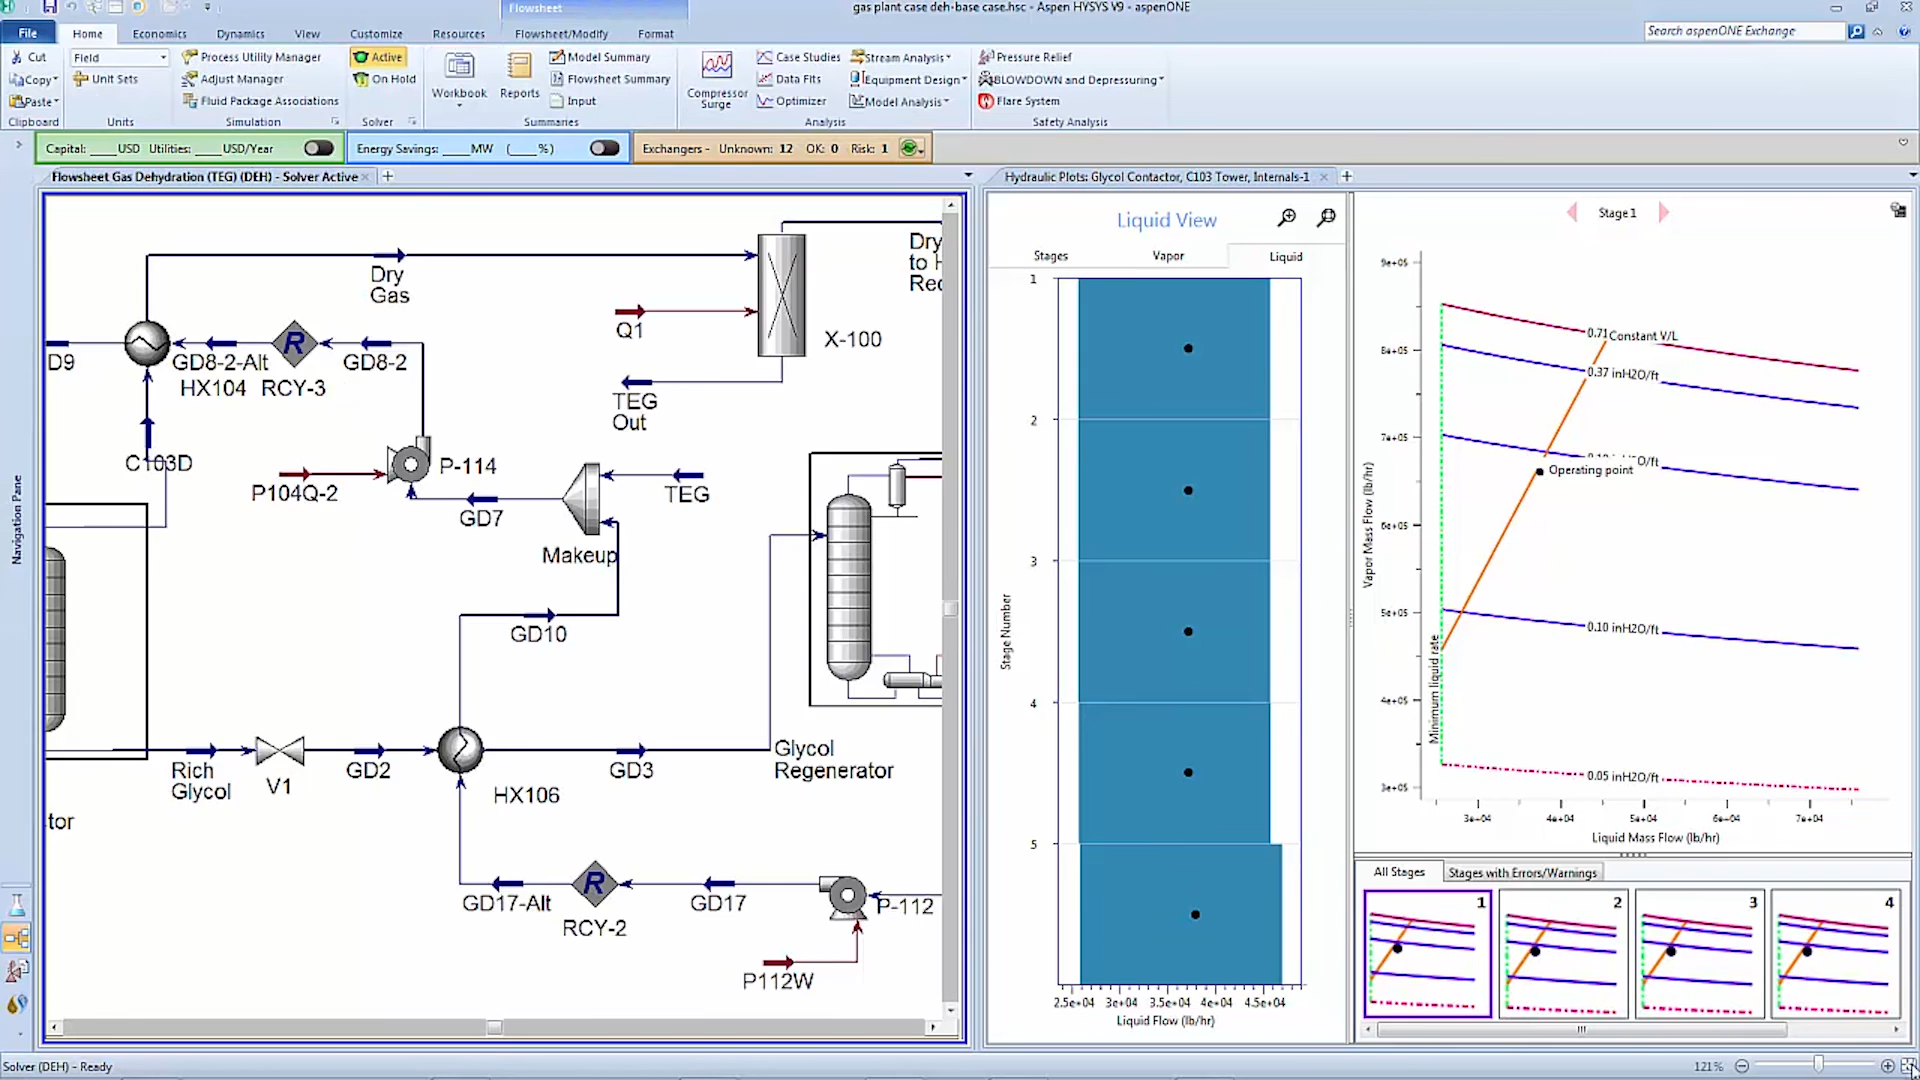 Flowsheet
gas plant case deh-base case.hsc - Aspen HYSYS V9 - aspenONE
File Home Economics Dynamics View Customize Resources Flowsheet/Modify Format
Search aspenONE Exchange
Cut
Copy
Paste
Clipboard
Field
Unit Sets
Units
Process Utility Manager
Adjust Manager
Fluid Package Associations
Simulation
Active
On Hold
Solver
Workbook
Reports
Model Summary
Flowsheet Summary
Input
Summaries
Compressor
Surge
Case Studies
Data Fits
Optimizer
Stream Analysis
Equipment Design
Model Analysis
Analysis
Pressure Relief
BLOWDOWN and Depressuring
Flare System
Safety Analysis
Capital: ____USD Utilities: ____USD/Year
Energy Savings: ____MW (____%)
Exchangers - Unknown: 12 OK: 0 Risk: 1
Flowsheet Gas Dehydration (TEG) (DEH) - Solver Active
Hydraulic Plots: Glycol Contactor, C103 Tower, Internals-1
Navigation Pane
Dry
Gas
Dry
to H
Rec
Q1
X-100
D9
GD8-2-Alt
HX104
RCY-3
R
GD8-2
TEG
Out
C103D
P104Q-2
P-114
GD7
TEG
Makeup
GD10
Rich
Glycol
V1
GD2
HX106
GD3
Glycol
Regenerator
tor
GD17-Alt
R
RCY-2
GD17
P-112
P112W
Liquid View
Stages Vapor Liquid
Stage Number
1
2
3
4
5
2.5e+04 3e+04 3.5e+04 4e+04 4.5e+04
Liquid Flow (lb/hr)
Stage 1
Vapor Mass Flow (lb/hr)
9e+05
8e+05
7e+05
6e+05
5e+05
4e+05
3e+05
0.71
Constant V/L
0.37 inH2O/ft
Operating point
0.10 inH2O/ft
Minimum liquid rate
0.05 inH2O/ft
3e+04 4e+04 5e+04 6e+04 7e+04
Liquid Mass Flow (lb/hr)
All Stages Stages with Errors/Warnings
1 2 3 4
Solver (DEH) - Ready
121%